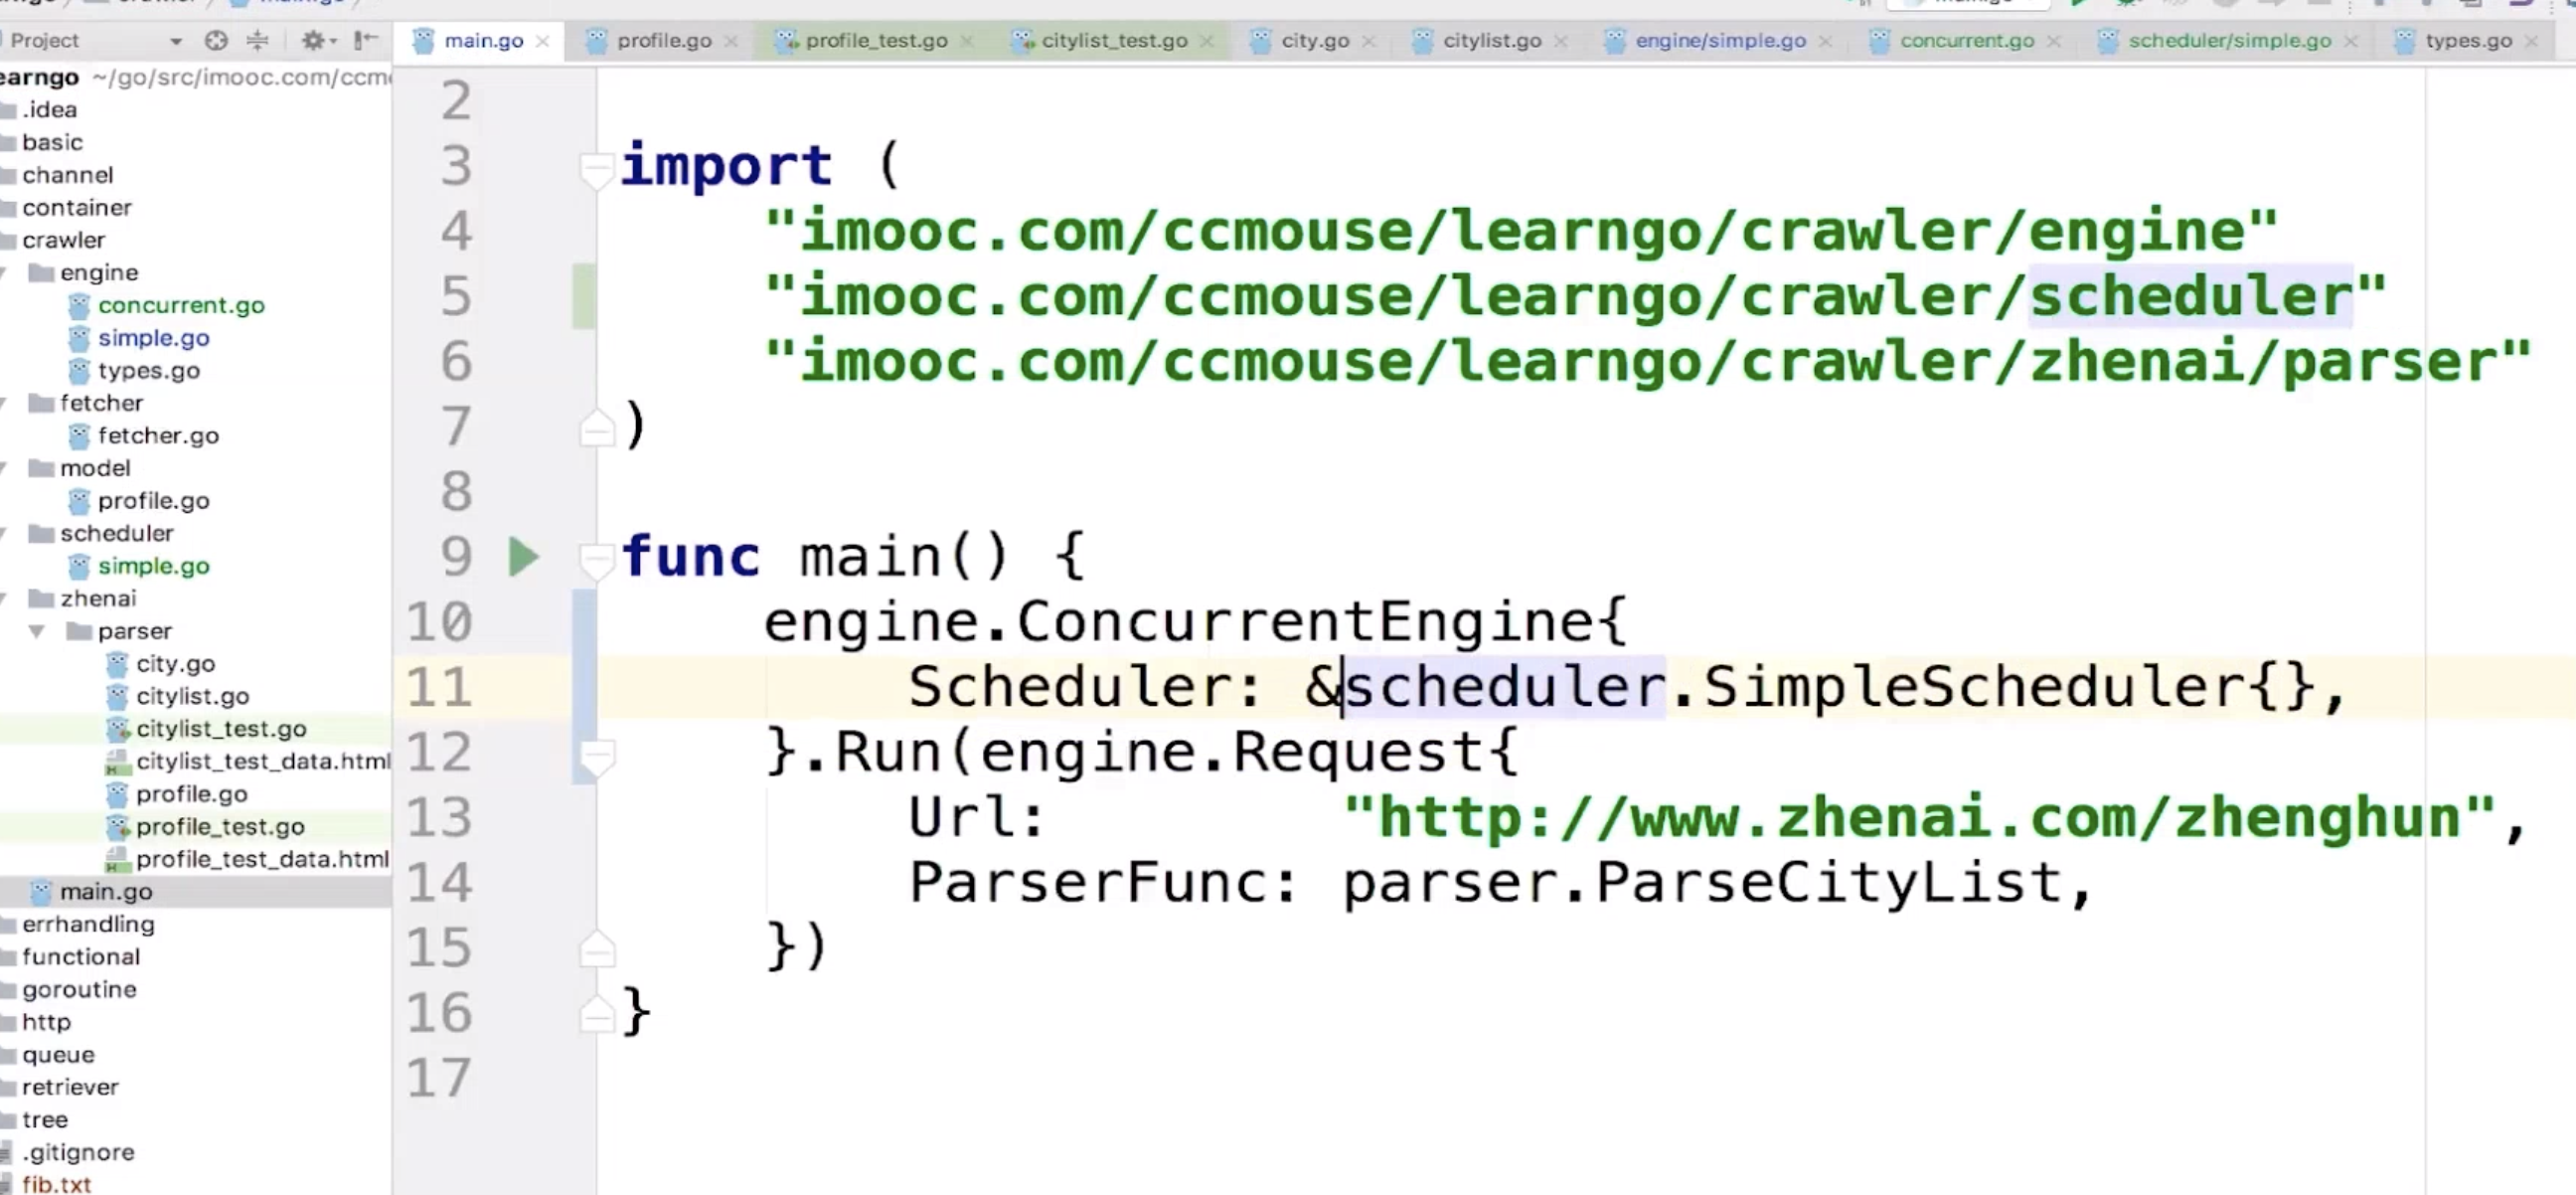 Project
main.go
profile.go
profile_test.go
citylist_test.go
city.go
citylist.go
engine/simple.go
concurrent.go
scheduler/simple.go
types.go
~/go/src/imooc.com/ccm
.idea
basic
channel
container
crawler
engine
concurrent.go
simple.go
types.go
fetcher
fetcher.go
model
profile.go
scheduler
simple.go
zhenai
parser
city.go
citylist.go
citylist_test.go
citylist_test_data.html
profile.go
profile_test.go
profile_test_data.html
main.go
errhandling
functional
goroutine
http
queue
retriever
tree
.gitignore
fib.txt
2
3 import (
4 "imooc.com/ccmouse/learngo/crawler/engine"
5 "imooc.com/ccmouse/learngo/crawler/scheduler"
6 "imooc.com/ccmouse/learngo/crawler/zhenai/parser"
7 )
8
9 func main() {
10 engine.ConcurrentEngine{
11 Scheduler: &scheduler.SimpleScheduler{},
12 }.Run(engine.Request{
13 Url: "http://www.zhenai.com/zhenghun",
14 ParserFunc: parser.ParseCityList,
15 })
16 }
17